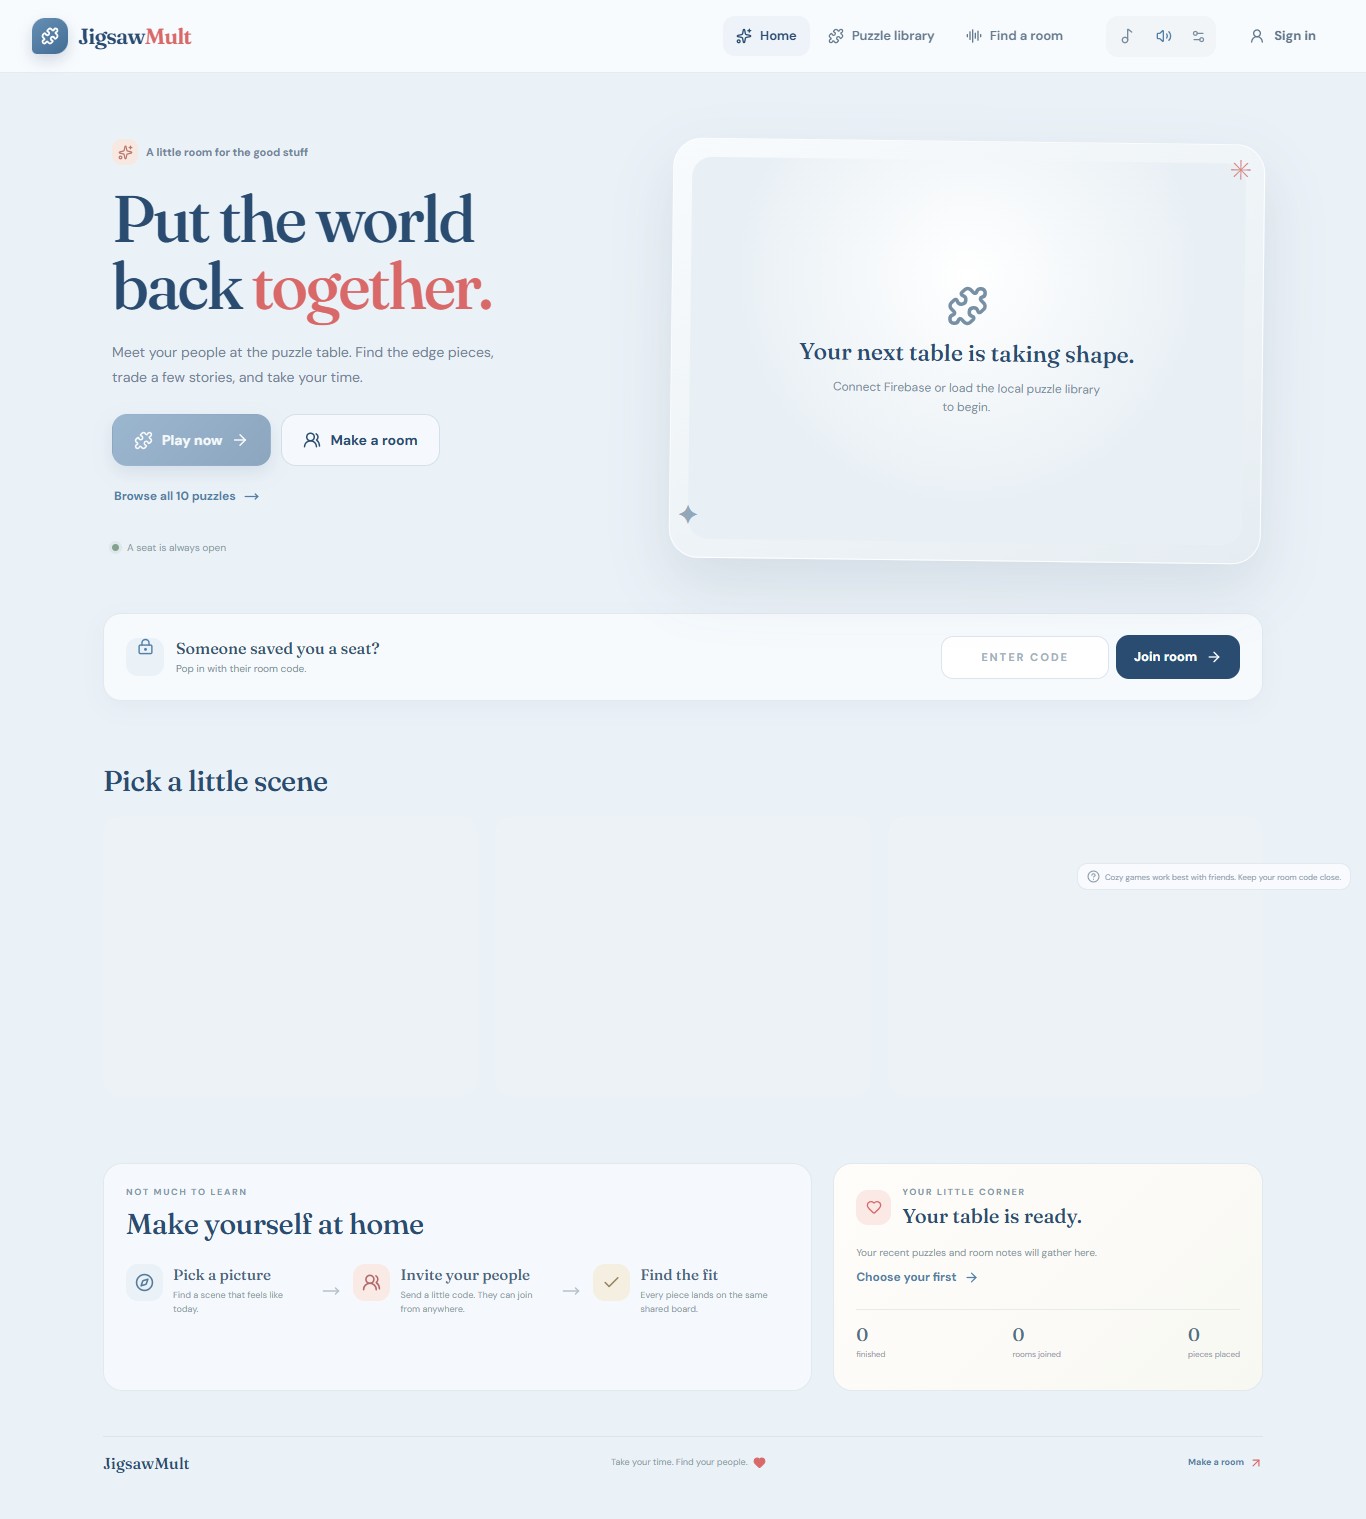 JigsawMult
Home
Puzzle library
Find a room
Sign in
A little room for the good stuff
Put the world
back together.
Meet your people at the puzzle table. Find the edge pieces,
trade a few stories, and take your time.
Play now
Make a room
Browse all 10 puzzles
A seat is always open
Your next table is taking shape.
Connect Firebase or load the local puzzle library
to begin.
Someone saved you a seat?
Pop in with their room code.
ENTER CODE
Join room
Pick a little scene
Cozy games work best with friends. Keep your room code close.
NOT MUCH TO LEARN
Make yourself at home
Pick a picture
Find a scene that feels like
today.
Invite your people
Send a little code. They can join
from anywhere.
Find the fit
Every piece lands on the same
shared board.
YOUR LITTLE CORNER
Your table is ready.
Your recent puzzles and room notes will gather here.
Choose your first
0
finished
0
rooms joined
0
pieces placed
JigsawMult
Take your time. Find your people.
Make a room